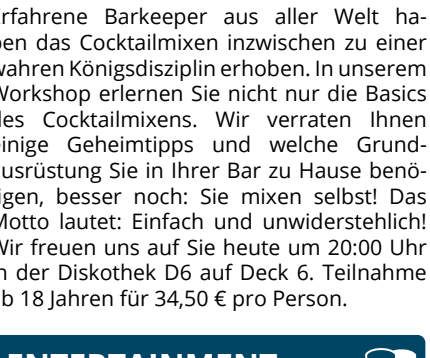 Erfahrene Barkeeper aus aller Welt ha-
ben das Cocktailmixen inzwischen zu einer
wahren Königsdisziplin erhoben. In unserem
Workshop erlernen Sie nicht nur die Basics
des Cocktailmixens. Wir verraten Ihnen
einige Geheimtipps und welche Grund-
ausrüstung Sie in Ihrer Bar zu Hause benö-
tigen, besser noch: Sie mixen selbst! Das
Motto lautet: Einfach und unwiderstehlich!
Wir freuen uns auf Sie heute um 20:00 Uhr
in der Diskothek D6 auf Deck 6. Teilnahme
ab 18 Jahren für 34,50 € pro Person.
ENTERTAINMENT